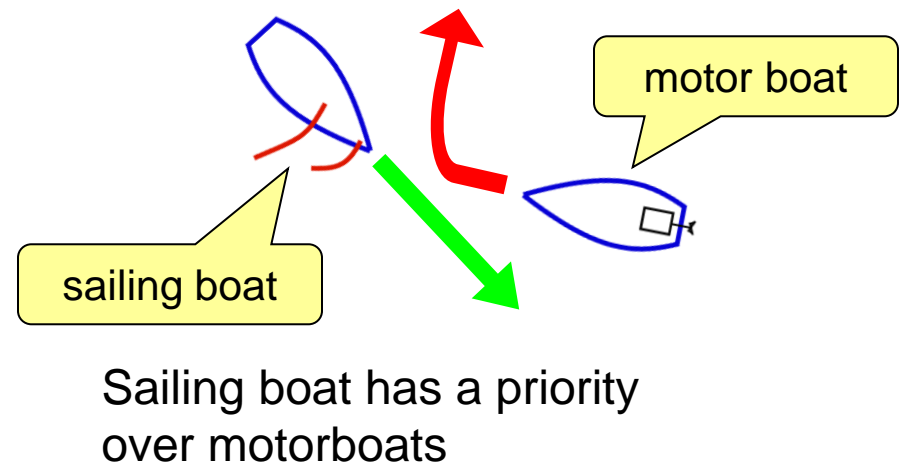 motor boat
sailing boat
Sailing boat has a priority
over motorboats